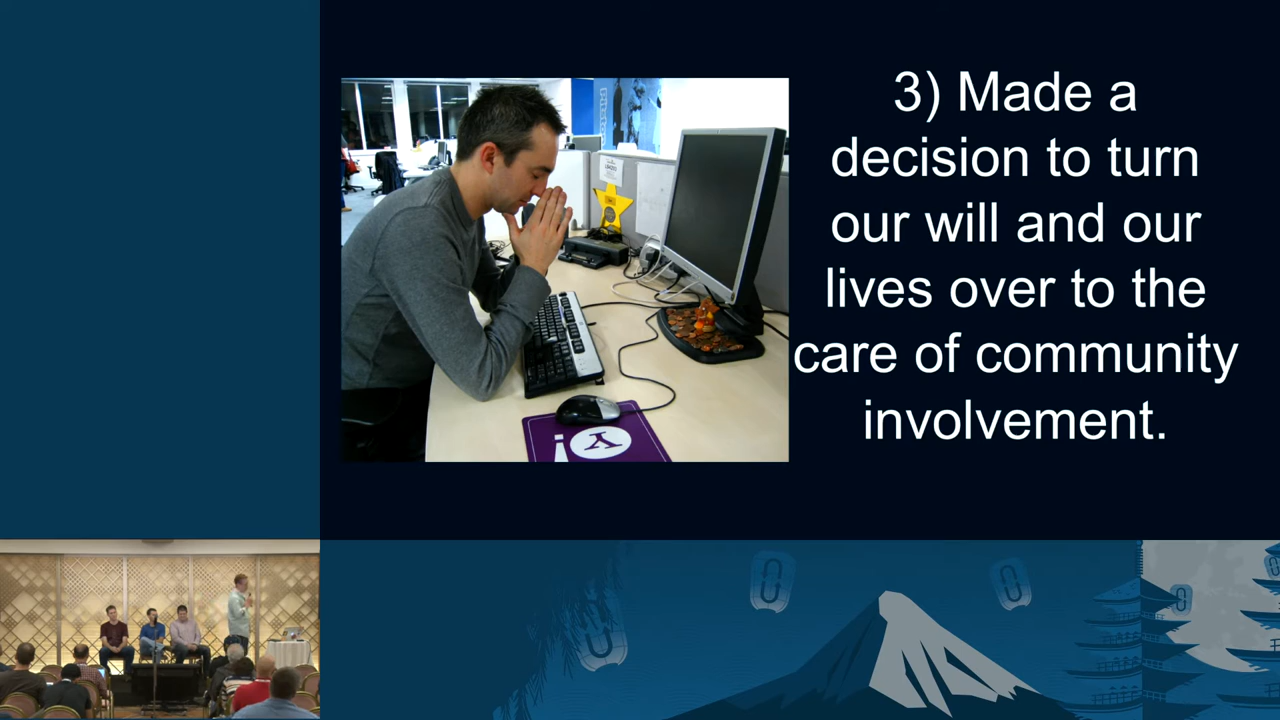 3) Made a
decision to turn
our will and our
lives over to the
care of community
involvement.